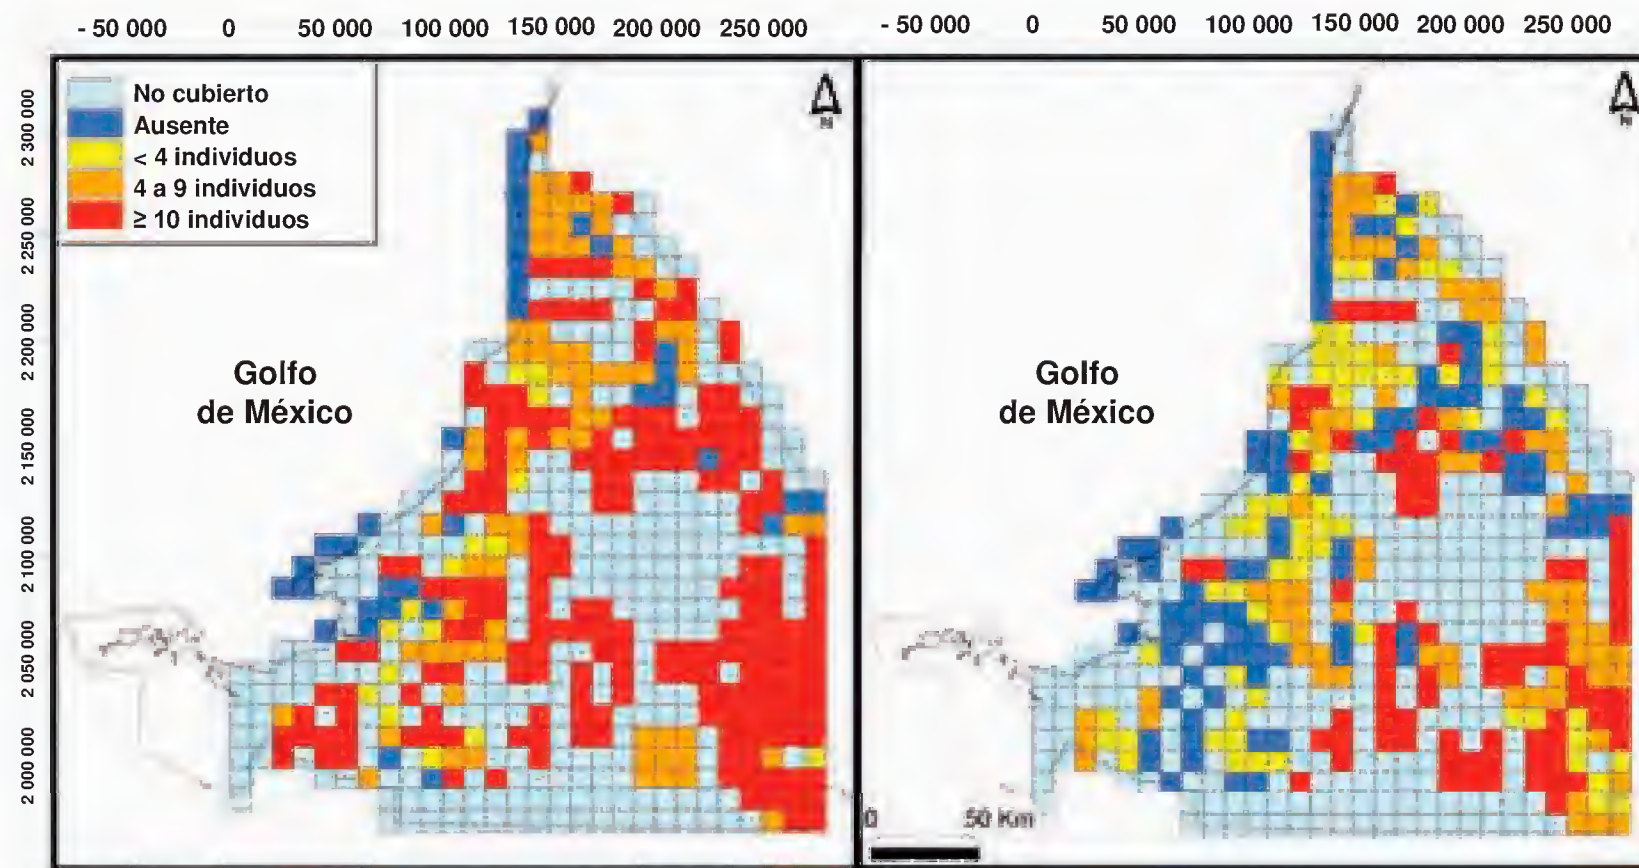 - 50 000 0 50 000 100 000 150 000 200 000 250 000
- 50 000 0 50 000 100 000 150 000 200 000 250 000
2 300 000
2 250 000
2 200 000
2 150 000
2 100 000
2 050 000
2 000 000
No cubierto
Ausente
< 4 individuos
4 a 9 individuos
≥ 10 individuos
N
Golfo
de México
N
Golfo
de México
0 50 Km